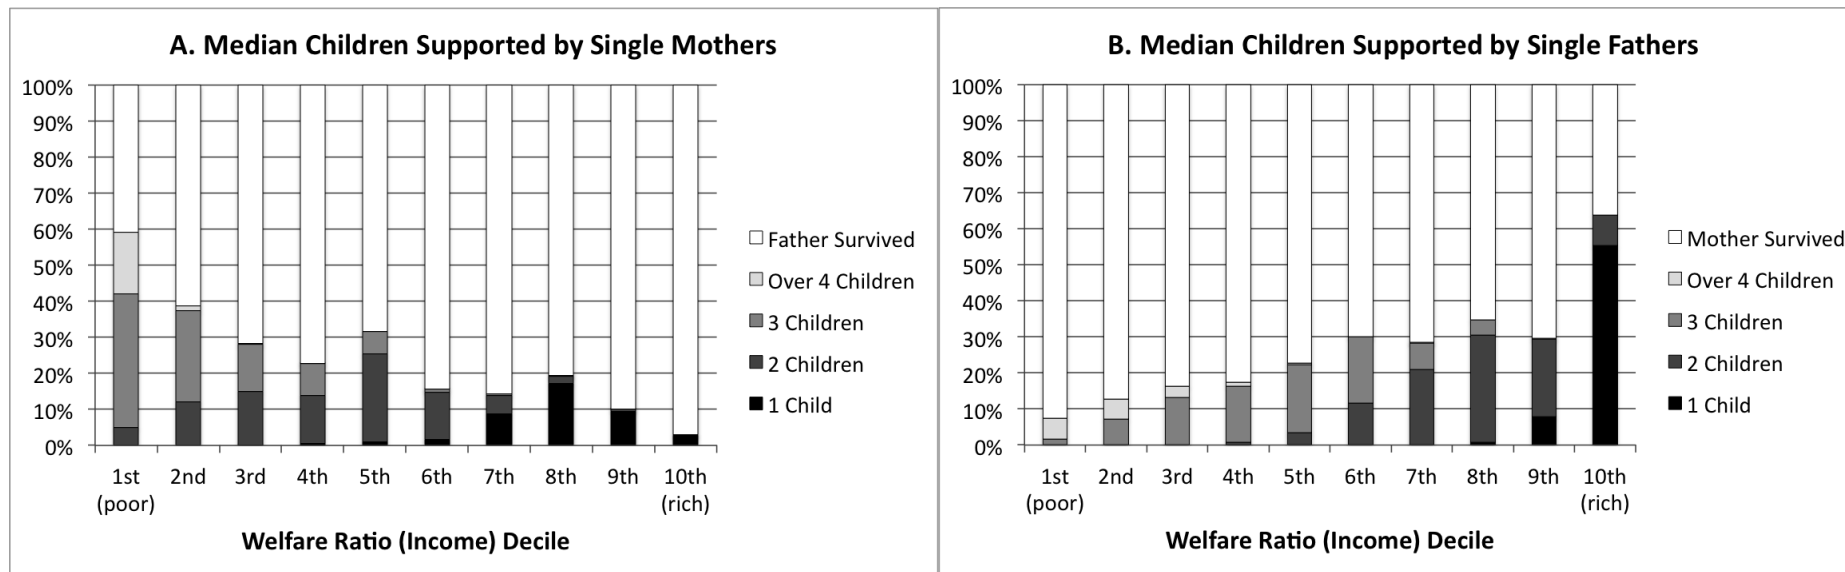 A. Median Children Supported by Single Mothers
100%
90%
80%
70%
60%
50%
40%
30%
20%
10%
0%
1st 2nd 3rd 4th 5th 6th 7th 8th 9th 10th
(poor) (rich)
Welfare Ratio (Income) Decile
Father Survived
Over 4 Children
3 Children
2 Children
1 Child
B. Median Children Supported by Single Fathers
100%
90%
80%
70%
60%
50%
40%
30%
20%
10%
0%
1st 2nd 3rd 4th 5th 6th 7th 8th 9th 10th
(poor) (rich)
Welfare Ratio (Income) Decile
Mother Survived
Over 4 Children
3 Children
2 Children
1 Child